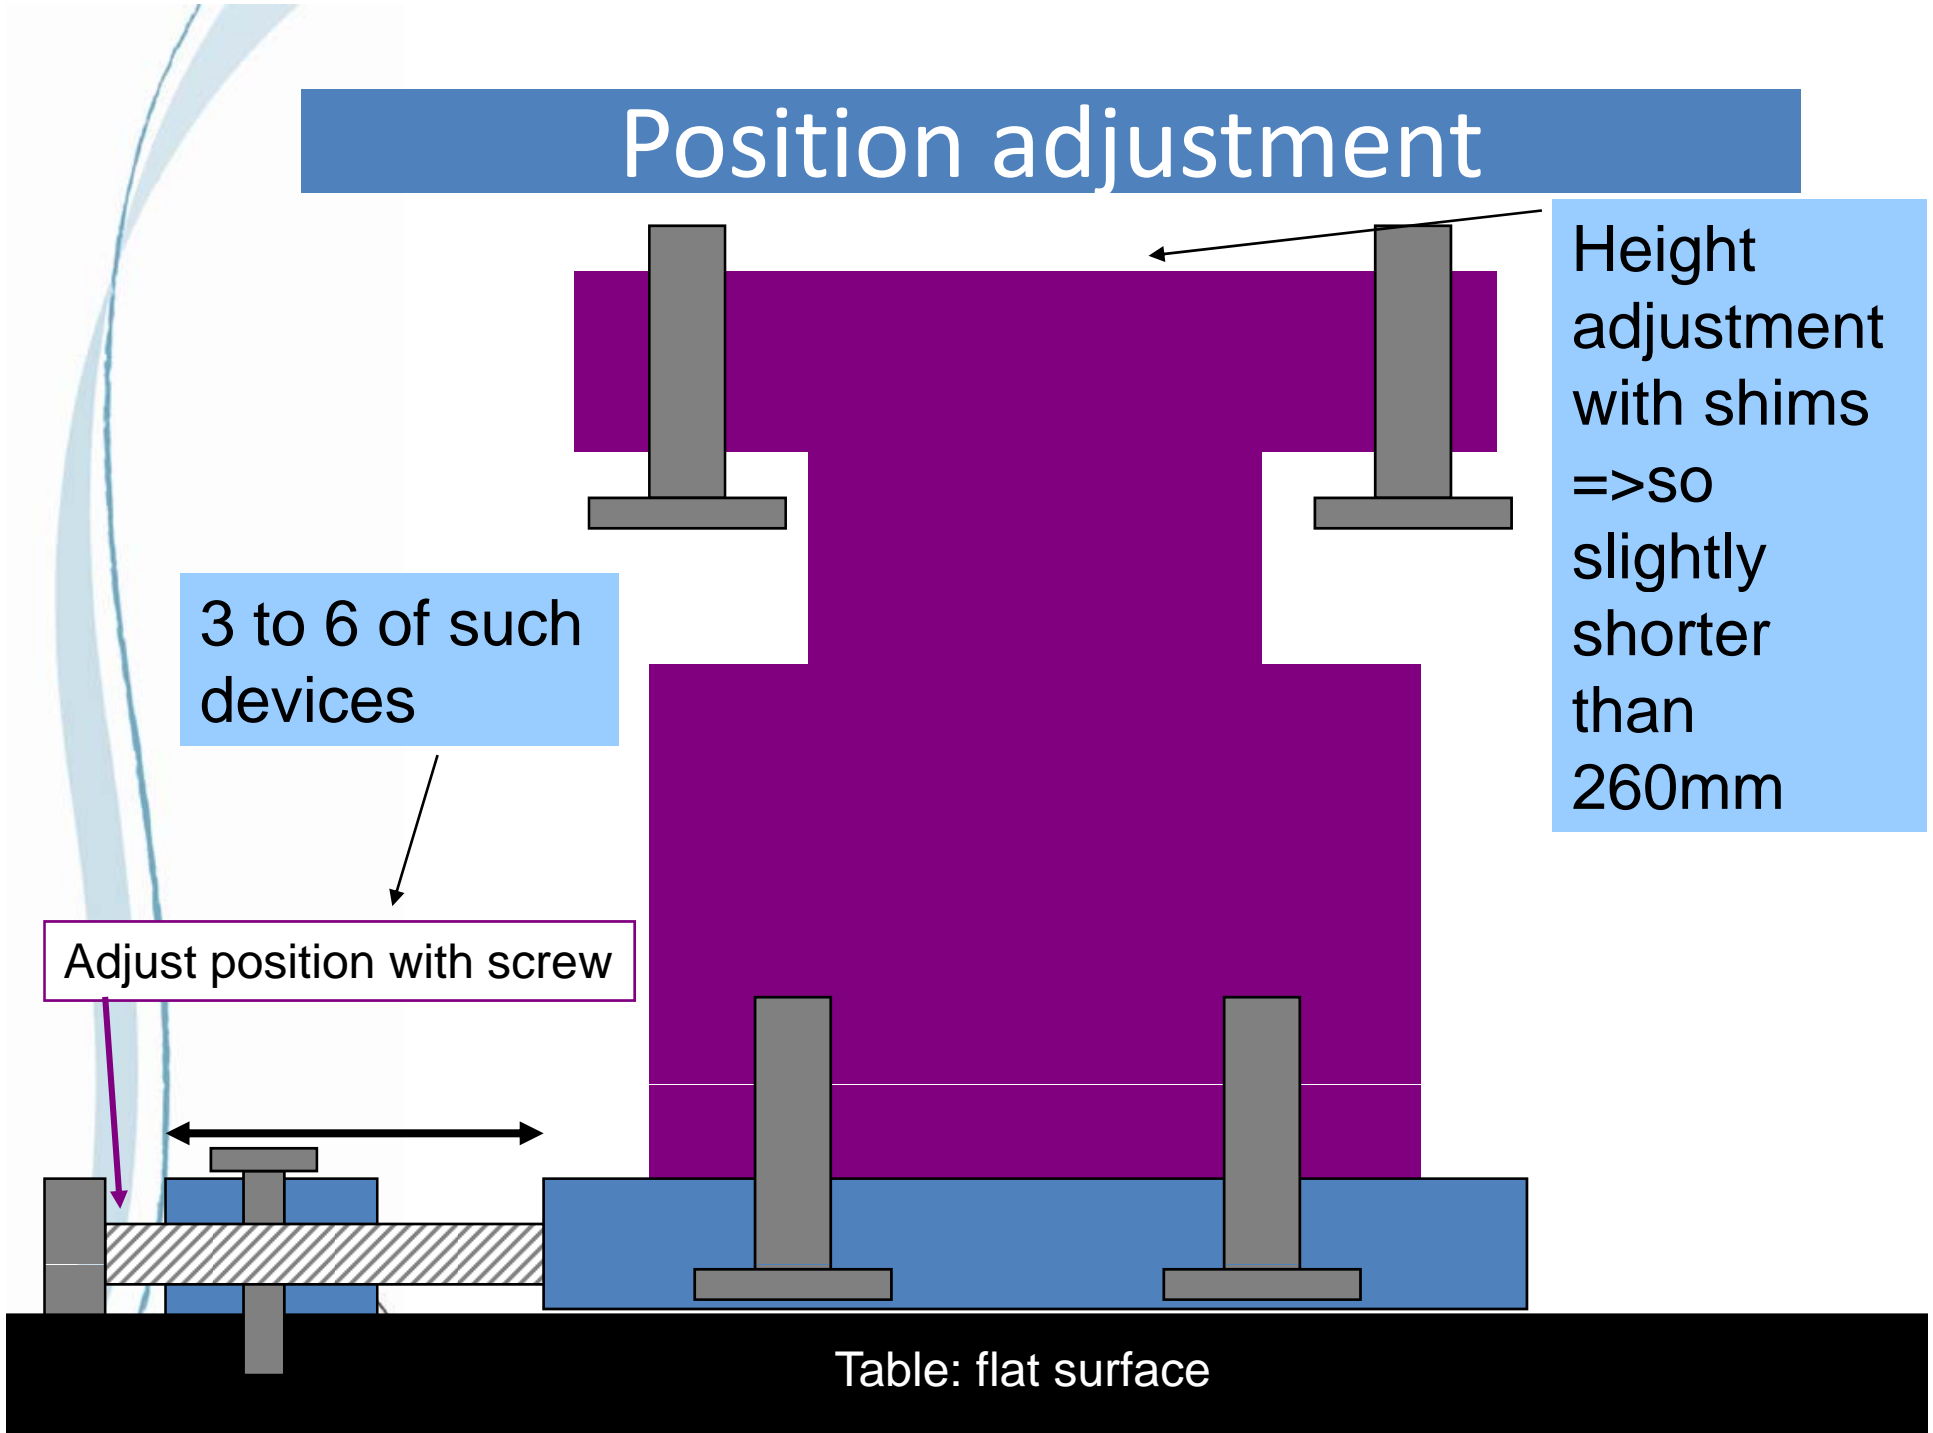 Position adjustment
Height
adjustment
with shims
=>so
slightly
shorter
than
260mm
3 to 6 of such
devices
Adjust position with screw
Table: flat surface